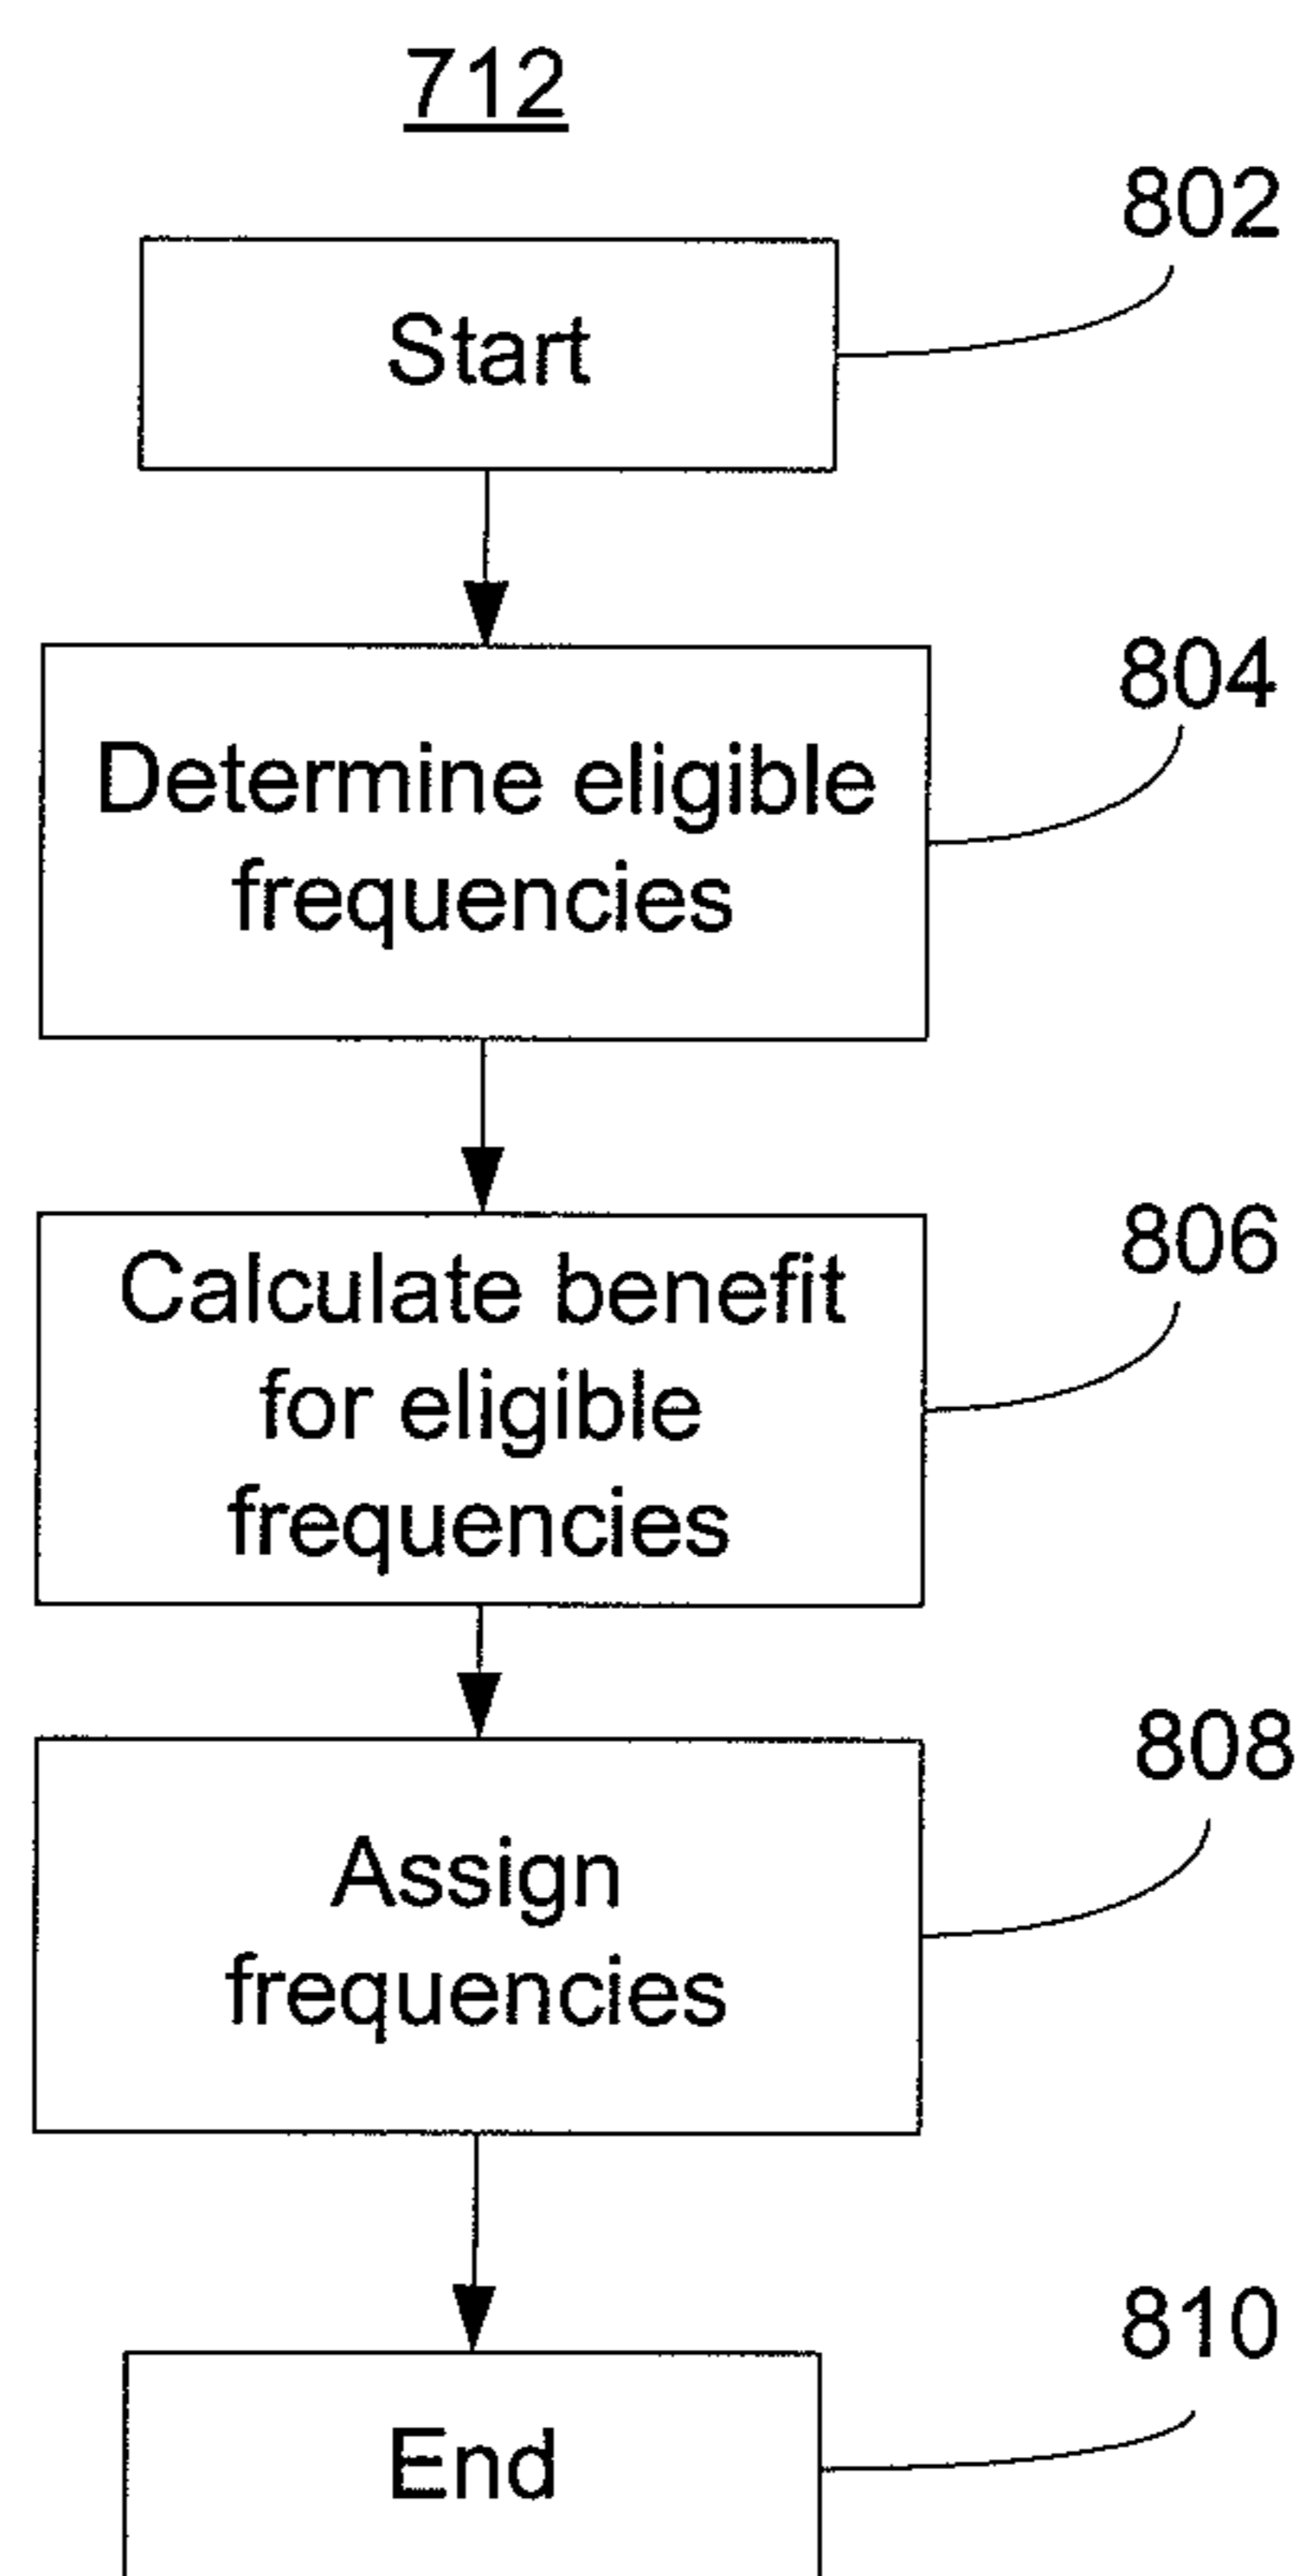 712
802
Start
804
Determine eligible
frequencies
806
Calculate benefit
for eligible
frequencies
808
Assign
frequencies
810
End